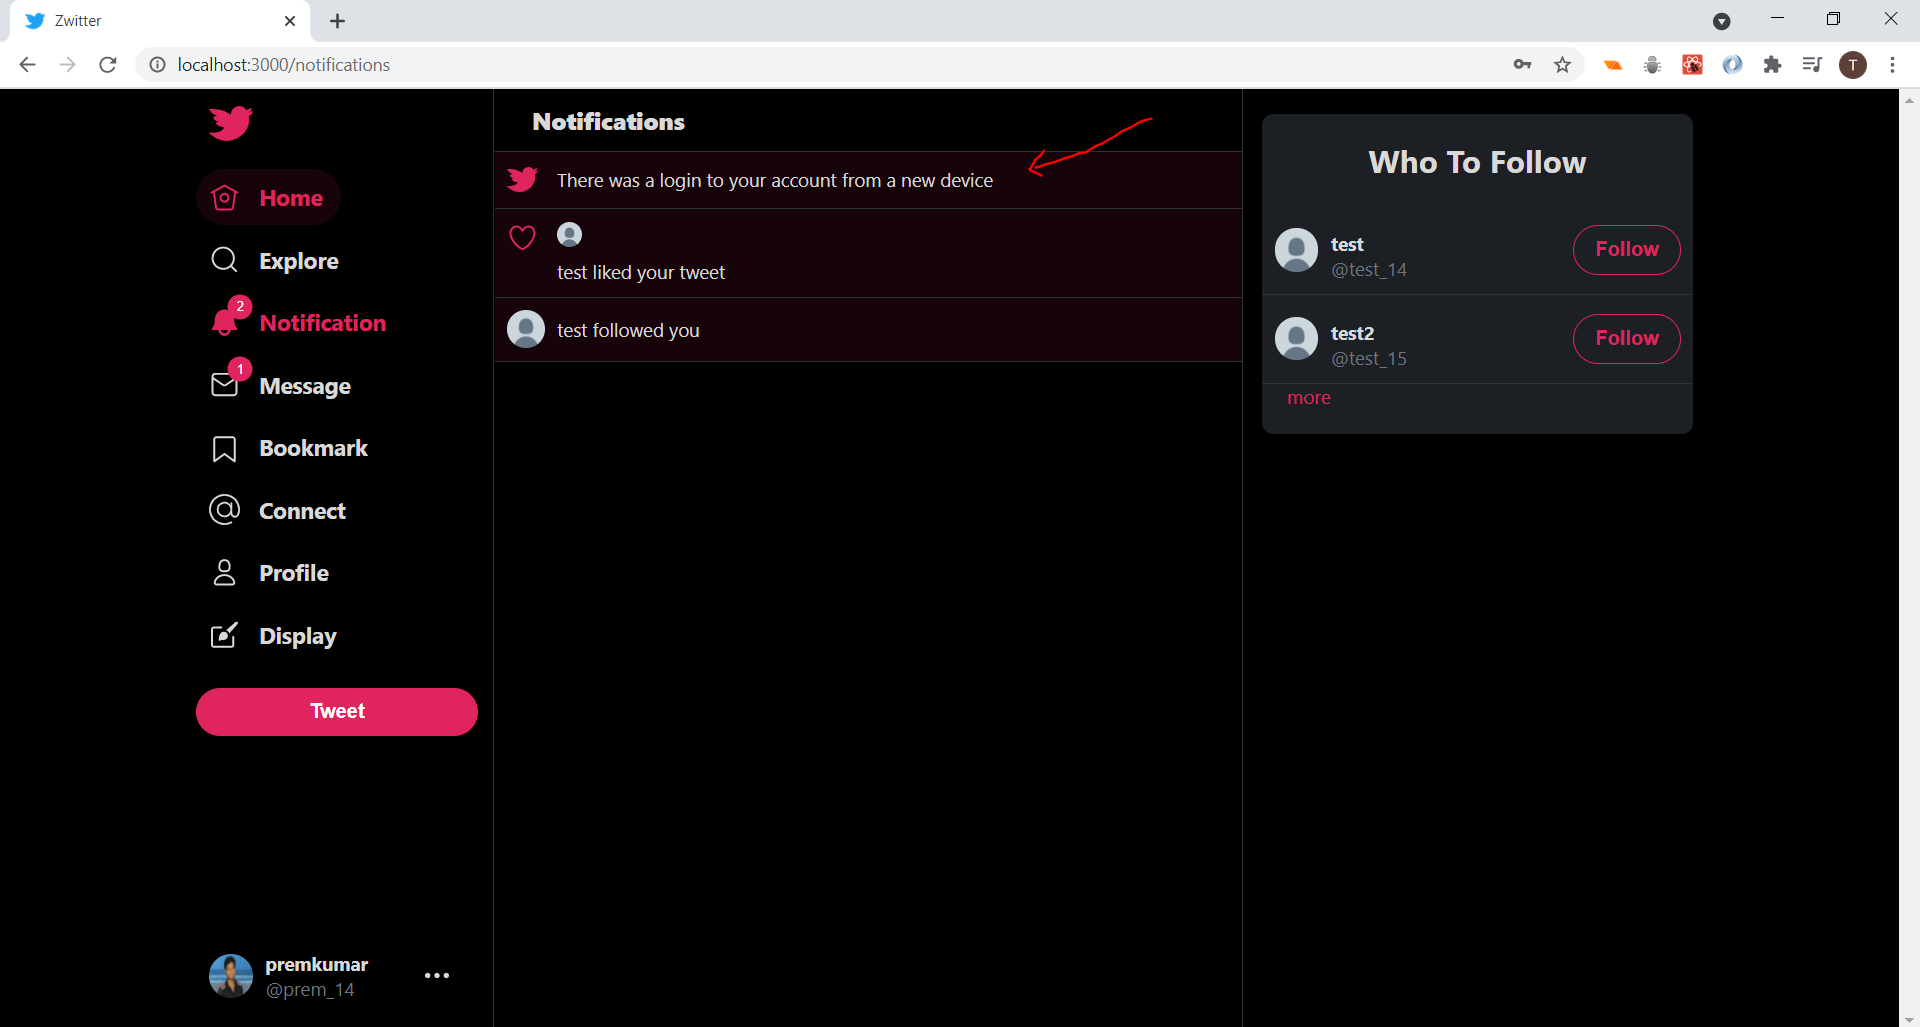 Zwitter
localhost:3000/notifications
T
Home
Explore
2
Notification
1
Message
Bookmark
Connect
Profile
Display
Tweet
premkumar
@prem_14
Notifications
There was a login to your account from a new device
test liked your tweet
test followed you
Who To Follow
test
@test_14
Follow
test2
@test_15
Follow
more